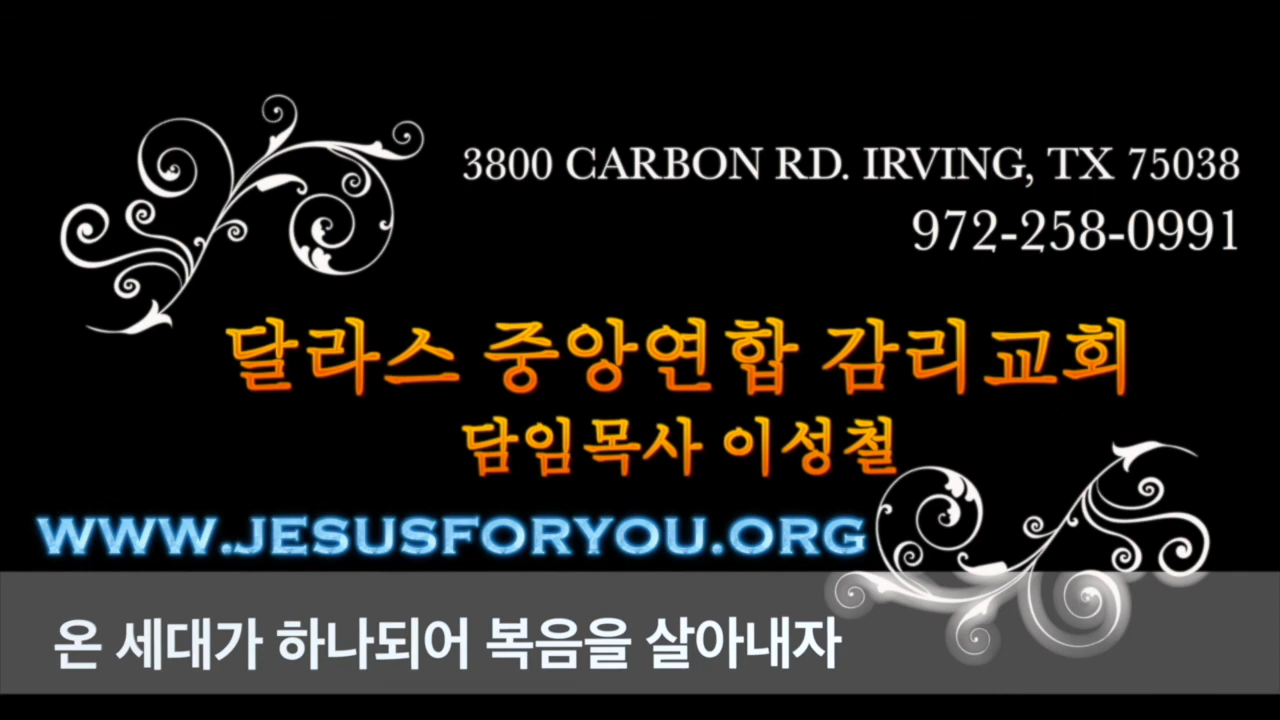 3800 CARBON RD. IRVING, TX 75038
972-258-0991
달라스 중앙연합 감리교회
담임목사 이성철
WWW.JESUSFORYOU.ORG
온 세대가 하나되어 복음을 살아내자